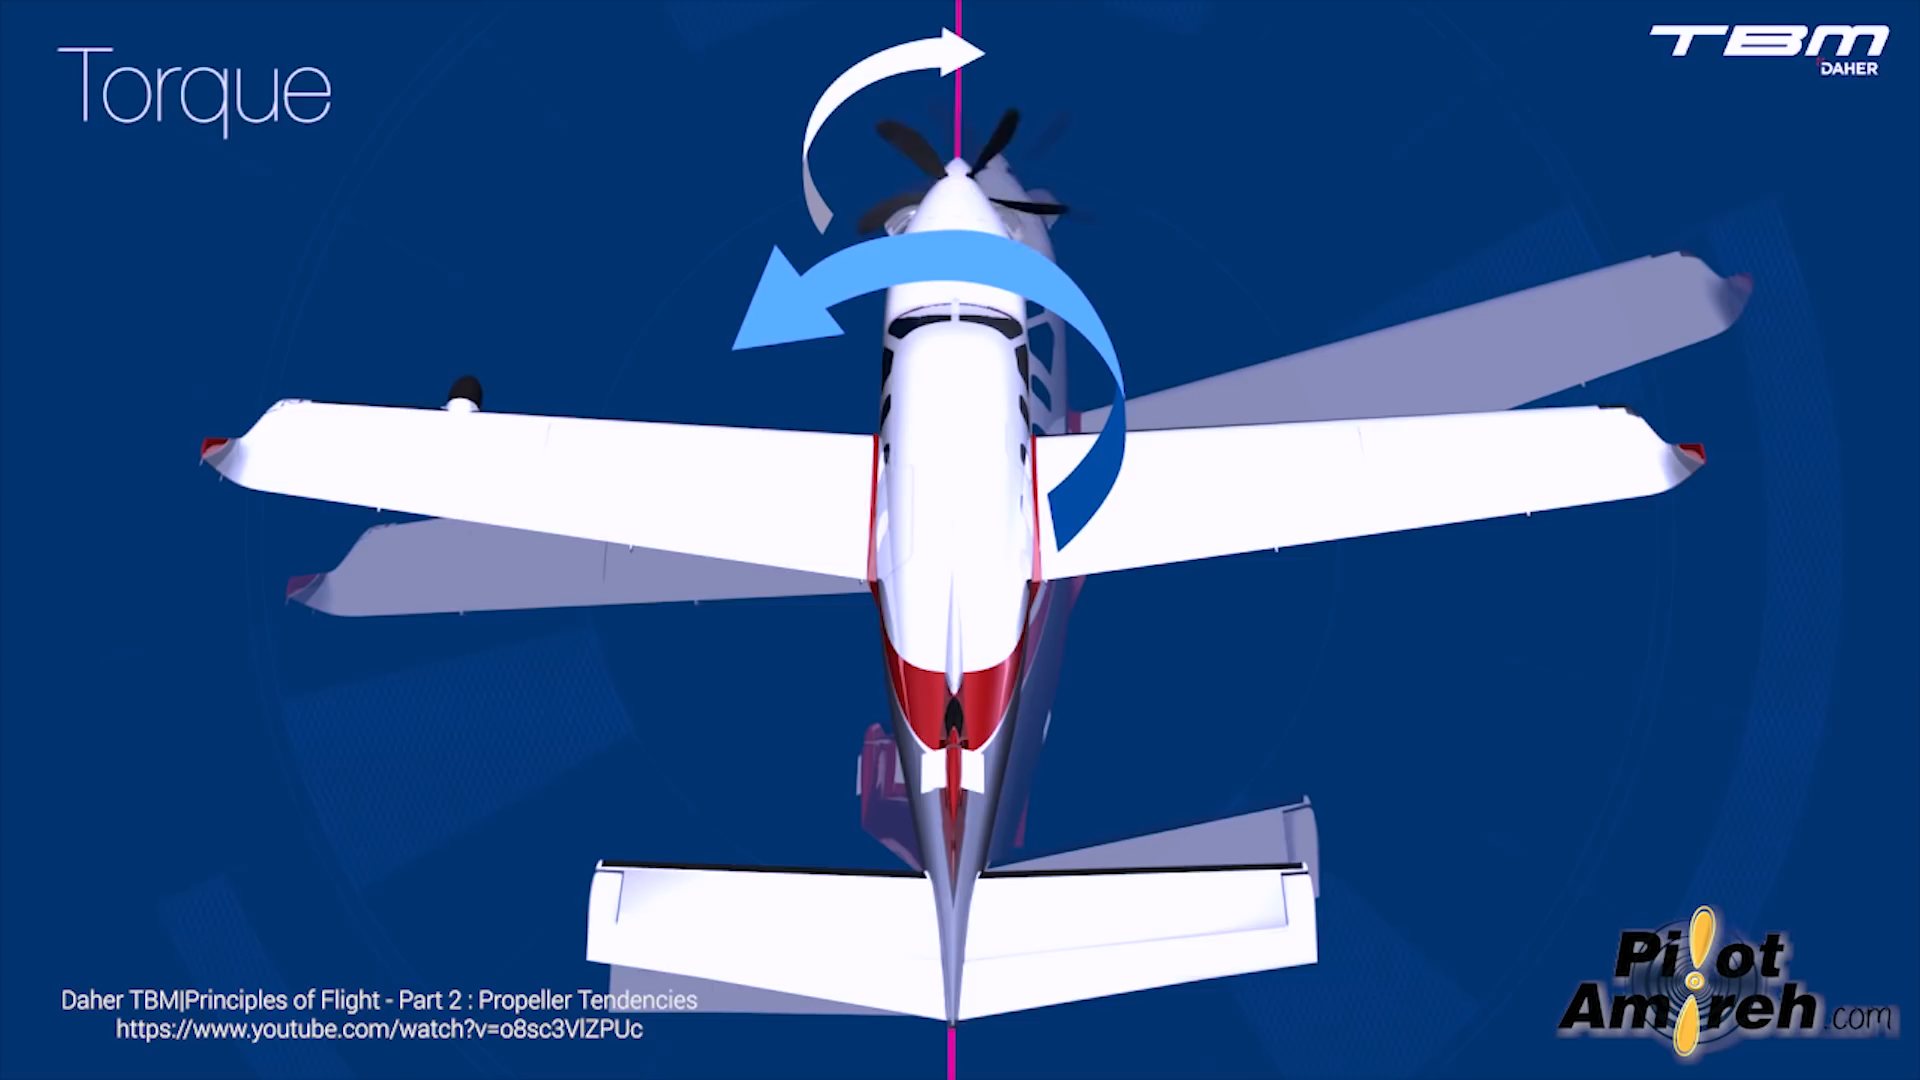 Torque
TBM
DAHER
Daher TBM|Principles of Flight - Part 2 : Propeller Tendencies
https://www.youtube.com/watch?v=o8sc3VlZPUc
Pilot
Amireh.com